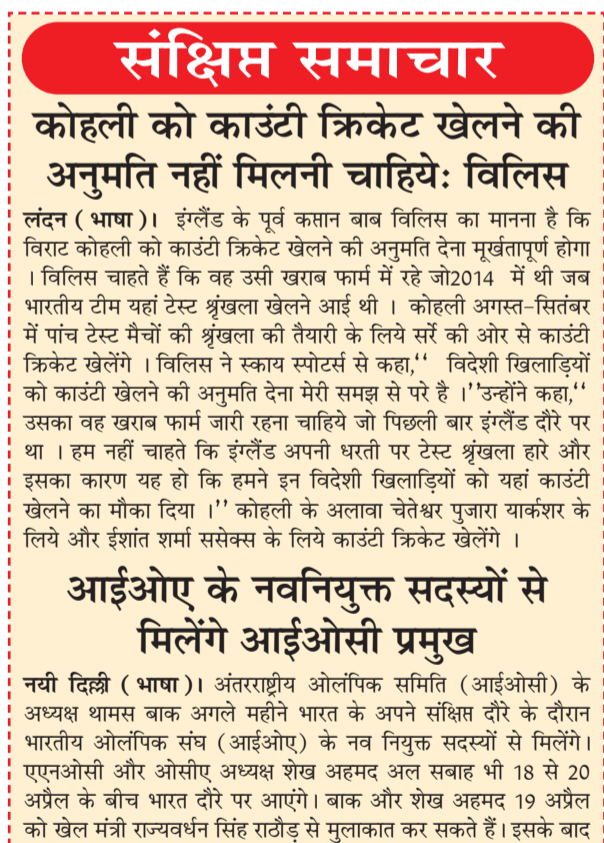 संक्षिप्त समाचार
कोहली को काउंटी क्रिकेट खेलने की
अनुमति नहीं मिलनी चाहिये: विलिस
लंदन ( भाषा )। इंग्लैंड के पूर्व कप्तान बाब विलिस का मानना है कि
विराट कोहली को काउंटी क्रिकेट खेलने की अनुमति देना मूर्खतापूर्ण होगा
। विलिस चाहते हैं कि वह उसी खराब फार्म में रहे जो2014 में थी जब
भारतीय टीम यहां टेस्ट श्रृंखला खेलने आई थी । कोहली अगस्त-सितंबर
में पांच टेस्ट मैचों की श्रृंखला की तैयारी के लिये सर्रे की ओर से काउंटी
क्रिकेट खेलेंगे । विलिस ने स्काय स्पोटर्स से कहा,‘‘ विदेशी खिलाड़ियों
को काउंटी खेलने की अनुमति देना मेरी समझ से परे है ।’’उन्होंने कहा,‘‘
उसका वह खराब फार्म जारी रहना चाहिये जो पिछली बार इंग्लैंड दौरे पर
था । हम नहीं चाहते कि इंग्लैंड अपनी धरती पर टेस्ट श्रृंखला हारे और
इसका कारण यह हो कि हमने इन विदेशी खिलाड़ियों को यहां काउंटी
खेलने का मौका दिया ।’’ कोहली के अलावा चेतेश्वर पुजारा यार्कशर के
लिये और ईशांत शर्मा ससेक्स के लिये काउंटी क्रिकेट खेलेंगे ।
आईओए के नवनियुक्त सदस्यों से
मिलेंगे आईओसी प्रमुख
नयी दिल्ली ( भाषा )। अंतरराष्ट्रीय ओलंपिक समिति (आईओसी) के
अध्यक्ष थामस बाक अगले महीने भारत के अपने संक्षिप्त दौरे के दौरान
भारतीय ओलंपिक संघ (आईओए) के नव नियुक्त सदस्यों से मिलेंगे।
एएनओसी और ओसीए अध्यक्ष शेख अहमद अल सबाह भी 18 से 20
अप्रैल के बीच भारत दौरे पर आएंगे। बाक और शेख अहमद 19 अप्रैल
को खेल मंत्री राज्यवर्धन सिंह राठौड़ से मुलाकात कर सकते हैं। इसके बाद